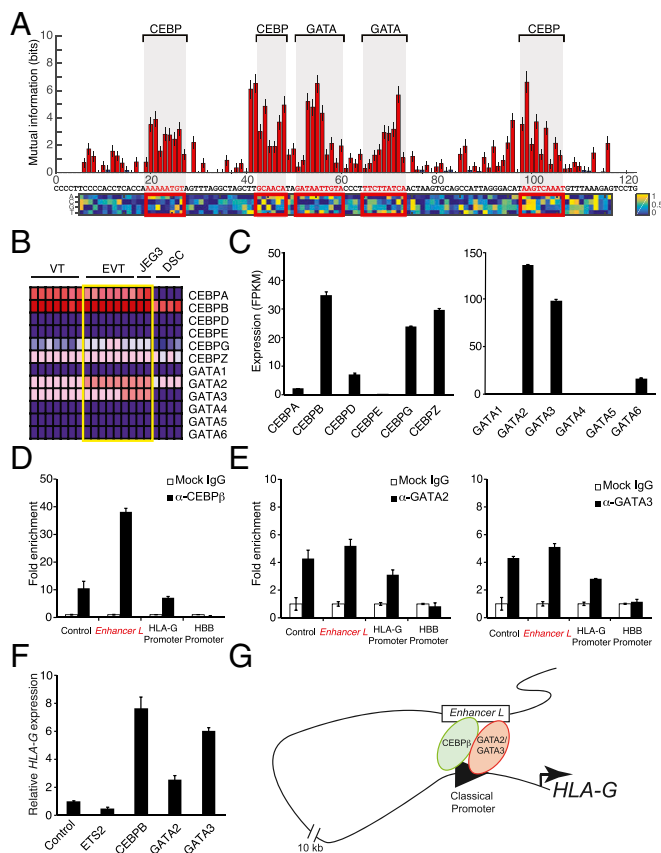 A
CEBP CEBP GATA GATA CEBP
Mutual information (bits)
10
8
6
4
2
0
0 20 40 60 80 100 120
CCCCTTCCCCACCTCACCAAAAAATGTAGTTTAGGCTAGCTTGCAACATAGATAATTGTACCCTTTCTTATCAACTAAGTGCAGCCATTAGGGACATAAGTCAAATGTTTAAAGAGTCCTG
A
T
1
0.5
0
B
VT EVT JEG3 DSC
CEBPA
CEBPB
CEBPD
CEBPE
CEBPG
CEBPZ
GATA1
GATA2
GATA3
GATA4
GATA5
GATA6
C
Expression (FPKM)
40
30
20
10
0
CEBPA CEBPB CEBPD CEBPE CEBPG CEBPZ
150
100
50
0
GATA1 GATA2 GATA3 GATA4 GATA5 GATA6
D
Fold enrichment
50
40
30
20
10
0
Mock IgG
α-CEBPβ
Control Enhancer L HLA-G Promoter HBB Promoter
E
Fold enrichment
10
8
6
4
2
0
Mock IgG
α-GATA2
Control Enhancer L HLA-G Promoter HBB Promoter
10
8
6
4
2
0
Mock IgG
α-GATA3
Control Enhancer L HLA-G Promoter HBB Promoter
F
Relative HLA-G expression
10
8
6
4
2
0
Control ETS2 CEBPB GATA2 GATA3
G
Enhancer L
CEBPβ
GATA2/
GATA3
Classical
Promoter
HLA-G
10 kb